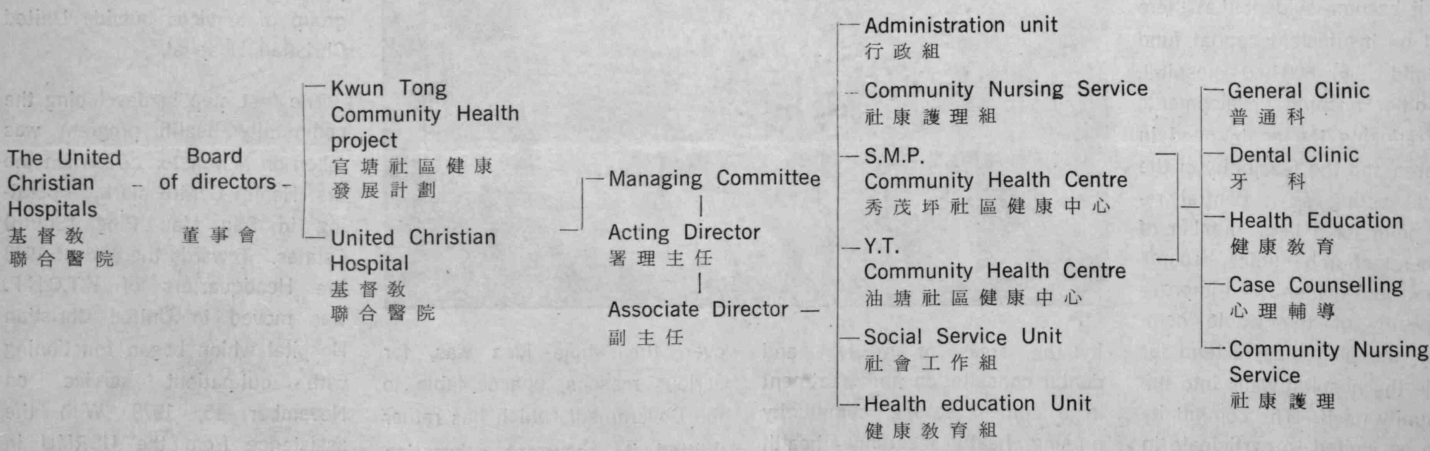 The United
Christian
Hospitals
基督敎
聯合醫院
Board
of directors
董事會
Kwun Tong
Community Health
project
官塘社區健康
發展計劃
United Christian
Hospital
基督敎
聯合醫院
Managing Committee
Acting Director
署理主任
Associate Director
副主任
Administration unit
行政組
Community Nursing Service
社康護理組
S.M.P.
Community Health Centre
秀茂坪社區健康中心
Y.T.
Community Health Centre
油塘社區健康中心
Social Service Unit
社會工作組
Health education Unit
健康敎育組
General Clinic
普通科
Dental Clinic
牙科
Health Education
健康敎育
Case Counselling
心理輔導
Community Nursing
Service
社康護理